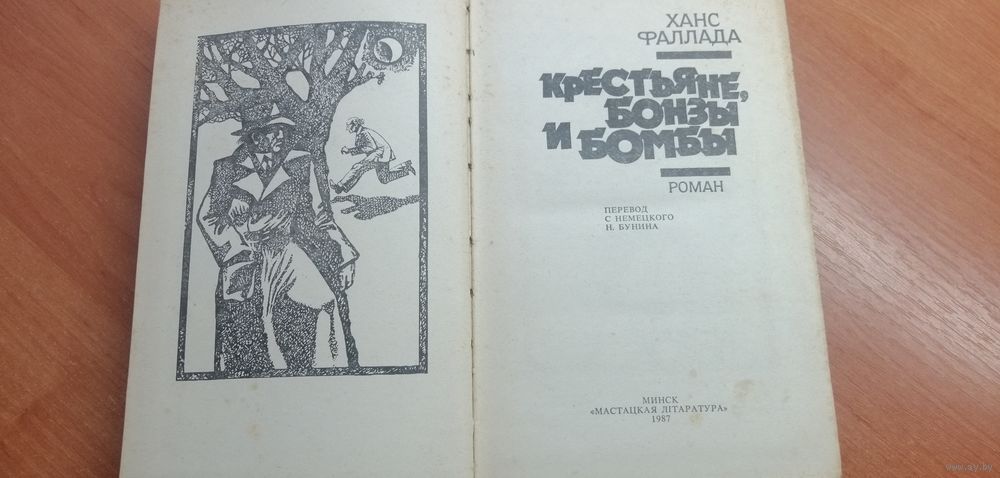 ХАНС
ФАЛЛАДА
КРЕСТЬЯНЕ,
БОНЗЫ
И БОМБЫ
РОМАН
ПЕРЕВОД
С НЕМЕЦКОГО
Н. БУНИНА
МИНСК
«МАСТАЦКАЯ ЛІТАРАТУРА»
1987
www.ay.by